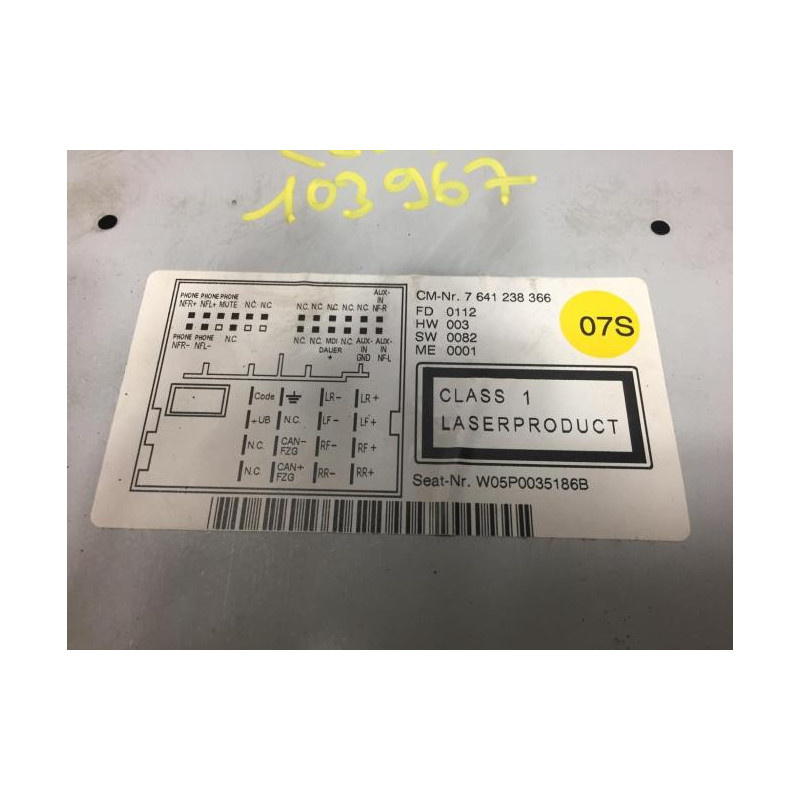 103967
AUX-
PHONE PHONE PHONE IN
NFR+ NFL+ MUTE N.C. N.C. N.C. N.C. N.C. N.C. N.C. NF-R
PHONE PHONE N.C. N.C. N.C. MDI N.C. AUX- AUX-
NFR- NFL- DAUER IN IN
* GND NF-L
Code LR- LR+
+UB N.C. LF- LF+
N.C. CAN- RF- RF+
FZG
N.C. CAN+ RR- RR+
FZG
CM-Nr. 7 641 238 366
FD 0112
HW 003
SW 0082
ME 0001
07S
CLASS 1
LASERPRODUCT
Seat-Nr. W05P0035186B